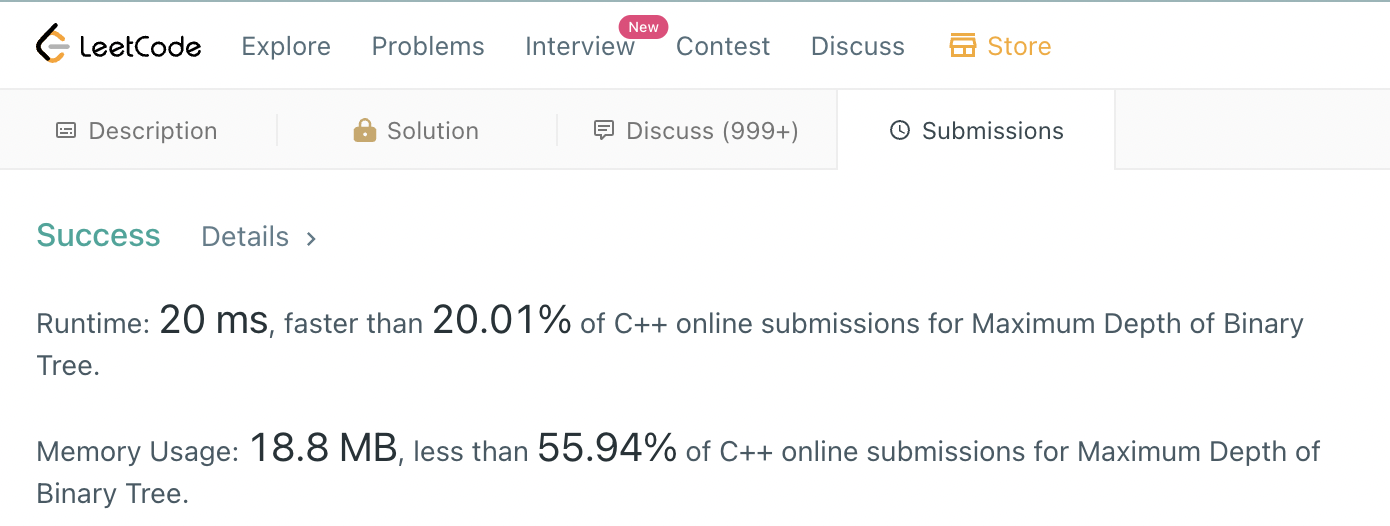 LeetCode Explore Problems Interview New Contest Discuss Store
Description Solution Discuss (999+) Submissions
Success Details >
Runtime: 20 ms, faster than 20.01% of C++ online submissions for Maximum Depth of Binary
Tree.
Memory Usage: 18.8 MB, less than 55.94% of C++ online submissions for Maximum Depth of
Binary Tree.